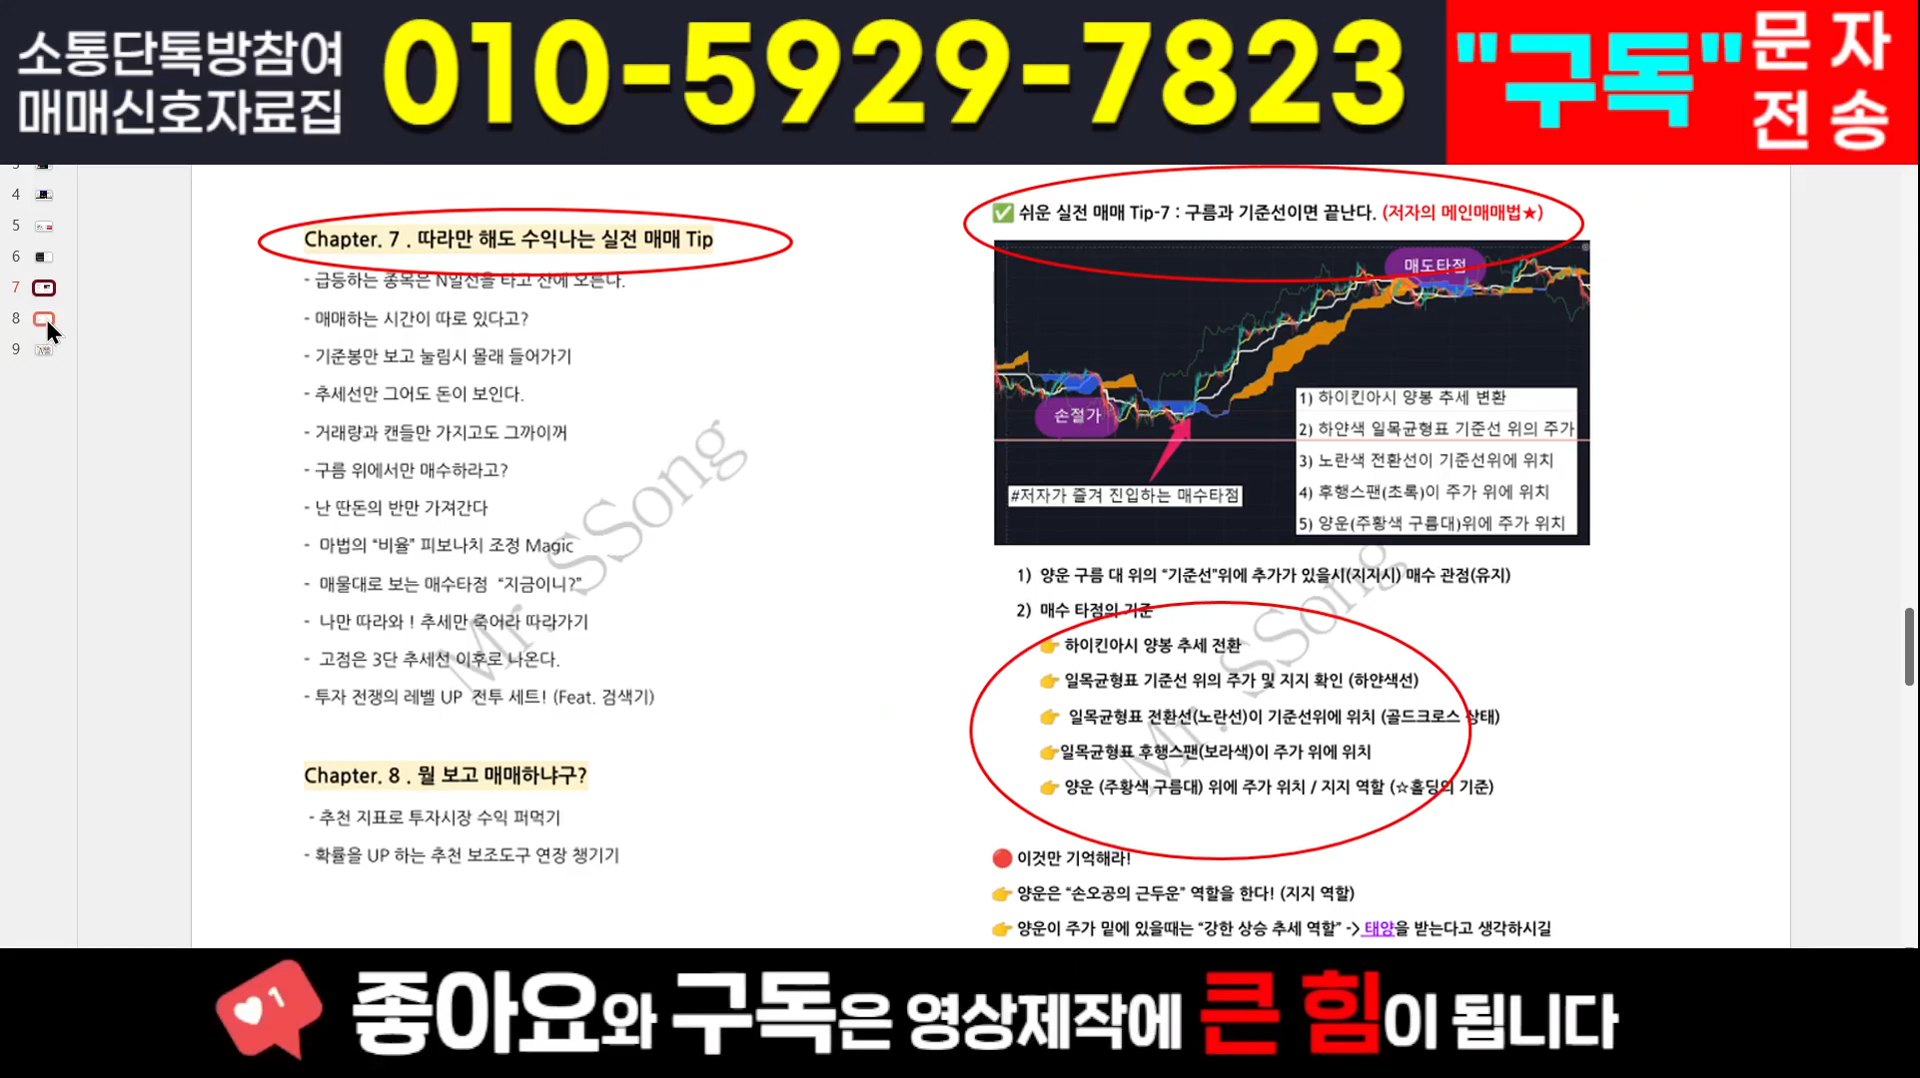 소통단톡방참여
매매신호자료집
010-5929-7823
"구독"
문자
전송
4
5
6
7
8
9
Chapter. 7 . 따라만 해도 수익나는 실전 매매 Tip
- 급등하는 종목은 N일선을 타고 산에 오른다.
- 매매하는 시간이 따로 있다고?
- 기준봉만 보고 눌림시 몰래 들어가기
- 추세선만 그어도 돈이 보인다.
- 거래량과 캔들만 가지고도 그까이꺼
- 구름 위에서만 매수하라고?
- 난 딴돈의 반만 가져간다
- 마법의 “비율” 피보나치 조정 Magic
- 매물대로 보는 매수타점 “지금이니?”
- 나만 따라와 ! 추세만 죽어라 따라가기
- 고점은 3단 추세선 이후로 나온다.
- 투자 전쟁의 레벨 UP 전투 세트! (Feat. 검색기)
Chapter. 8 . 뭘 보고 매매하냐구?
- 추천 지표로 투자시장 수익 퍼먹기
- 확률을 UP 하는 추천 보조도구 연장 챙기기
Mr. SSong
✅ 쉬운 실전 매매 Tip-7 : 구름과 기준선이면 끝난다. (저자의 메인매매법★)
매도타점
손절가
#저자가 즐겨 진입하는 매수타점
1) 하이킨아시 양봉 추세 변환
2) 하얀색 일목균형표 기준선 위의 주가
3) 노란색 전환선이 기준선위에 위치
4) 후행스팬(초록)이 주가 위에 위치
5) 양운(주황색 구름대)위에 주가 위치
1) 양운 구름 대 위의 “기준선”위에 추가가 있을시(지지시) 매수 관점(유지)
2) 매수 타점의 기준
👉 하이킨아시 양봉 추세 전환
👉 일목균형표 기준선 위의 주가 및 지지 확인 (하얀색선)
👉 일목균형표 전환선(노란선)이 기준선위에 위치 (골드크로스 상태)
👉일목균형표 후행스팬(보라색)이 주가 위에 위치
👉 양운 (주황색 구름대) 위에 주가 위치 / 지지 역할 (☆홀딩의 기준)
Mr. SSong
🔴 이것만 기억해라!
👉 양운은 “손오공의 근두운” 역할을 한다! (지지 역할)
👉 양운이 주가 밑에 있을때는 “강한 상승 추세 역할” -> 태양을 받는다고 생각하시길
1
좋아요와 구독은 영상제작에 큰 힘이 됩니다